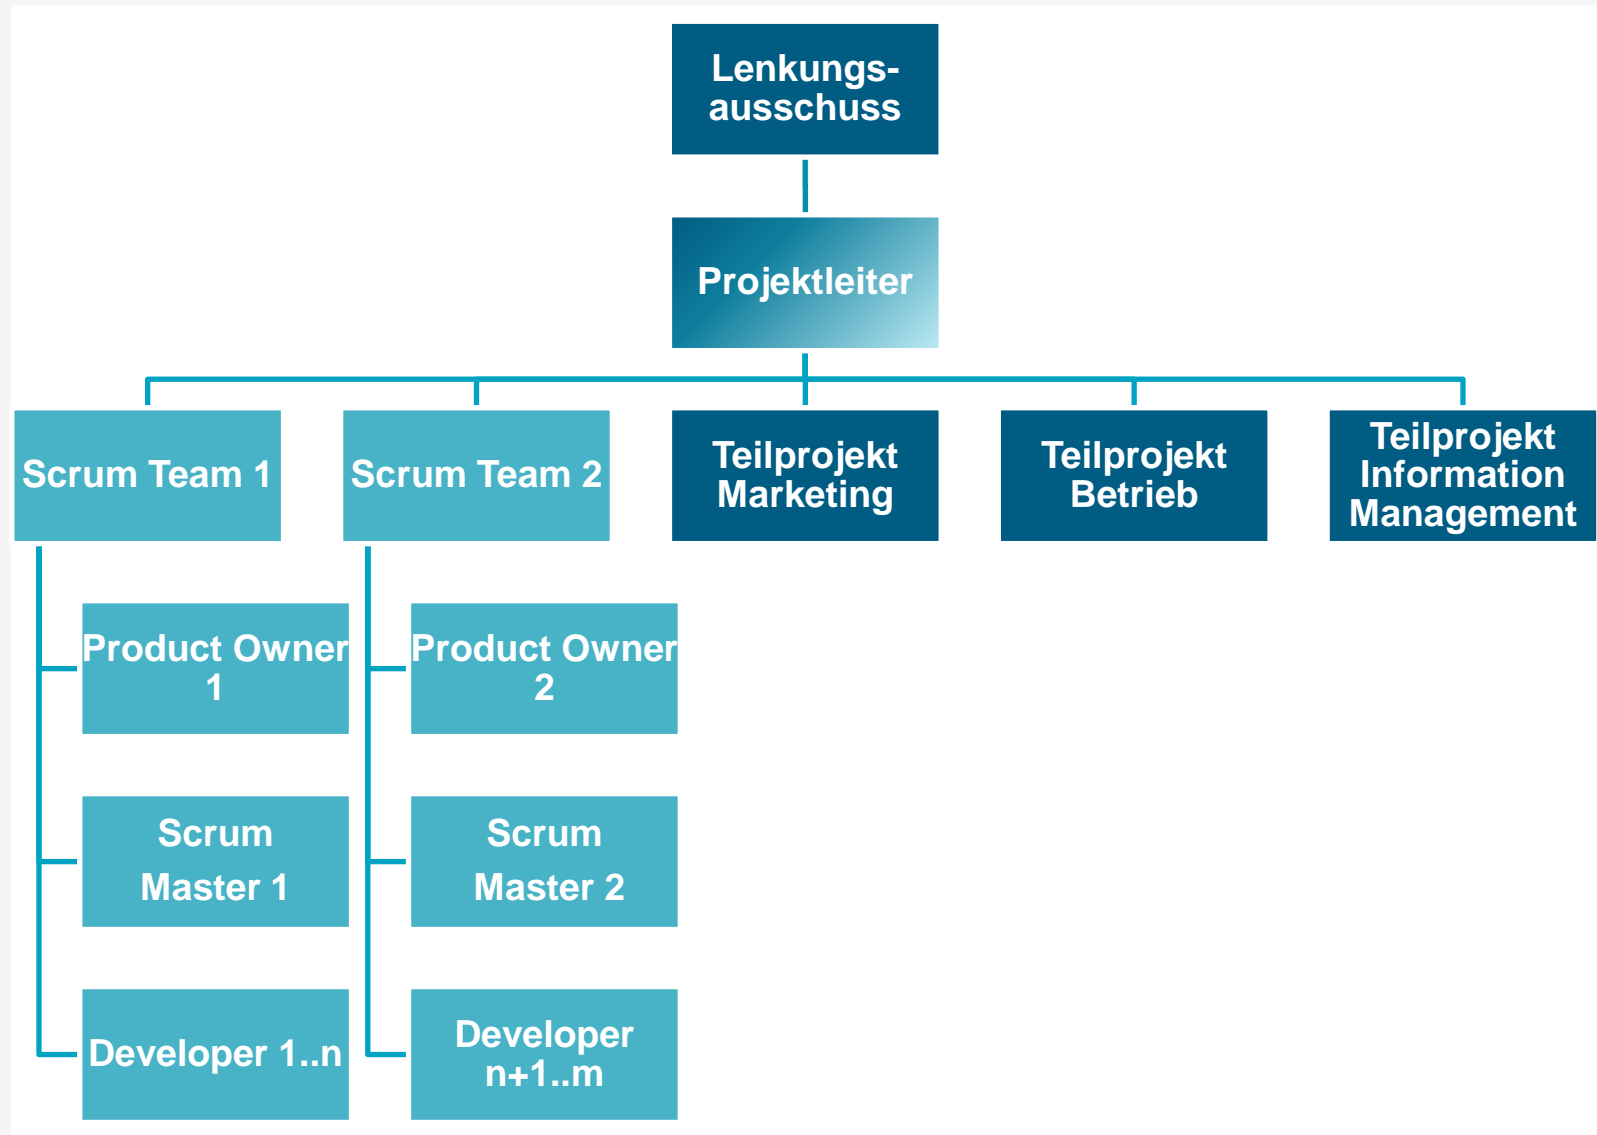 Lenkungs-
ausschuss
Projektleiter
Scrum Team 1
Scrum Team 2
Teilprojekt
Marketing
Teilprojekt
Betrieb
Teilprojekt
Information
Management
Product Owner
1
Product Owner
2
Scrum
Master 1
Scrum
Master 2
Developer 1..n
Developer
n+1..m